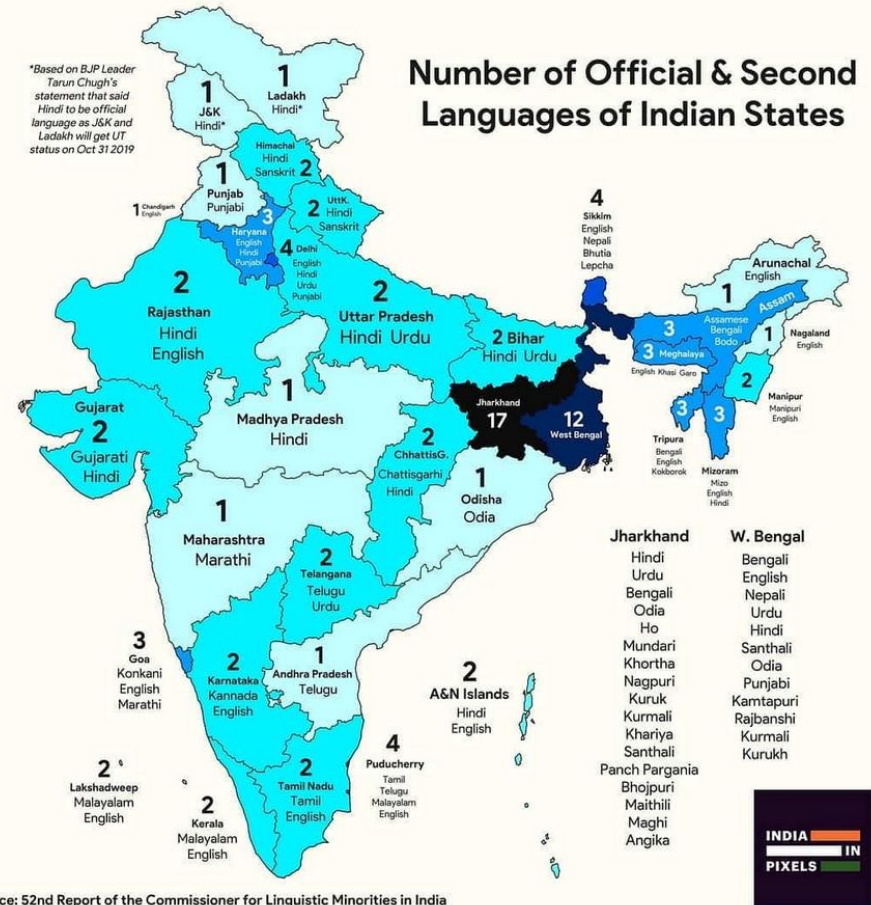 Number of Official & Second
Languages of Indian States
*Based on BJP Leader
Tarun Chugh's
statement that said
Hindi to be official
language as J&K and
Ladakh will get UT
status on Oct 31 2019
1
Ladakh
Hindi*
1
J&K
Hindi*
Himachal
Hindi
Sanskrit 2
1
Punjab
Punjabi
1 Chandigarh
English
2 UttK.
Hindi
Sanskrit
3
Haryana
English
Hindi
Punjabi
4 Delhi
English
Hindi
Urdu
Punjabi
2
Rajasthan
Hindi
English
2
Uttar Pradesh
Hindi Urdu
2 Bihar
Hindi Urdu
4
Sikkim
English
Nepali
Bhutia
Lepcha
Arunachal
English
1
Assam
3
Assamese
Bengali
Bodo
1
Nagaland
English
3 Meghalaya
English Khasi Garo
2
Manipur
Manipuri
English
3
Tripura
Bengali
English
Kokborok
3
Mizoram
Mizo
English
Hindi
Gujarat
2
Gujarati
Hindi
1
Madhya Pradesh
Hindi
2
ChhattisG.
Chattisgarhi
Hindi
Jharkhand
17
12
West Bengal
1
Odisha
Odia
1
Maharashtra
Marathi
2
Telangana
Telugu
Urdu
3
Goa
Konkani
English
Marathi
2
Karnataka
Kannada
English
1
Andhra Pradesh
Telugu
2
A&N Islands
Hindi
English
4
Puducherry
Tamil
Telugu
Malayalam
English
2
Tamil Nadu
Tamil
English
2
Lakshadweep
Malayalam
English
2
Kerala
Malayalam
English
Jharkhand
Hindi
Urdu
Bengali
Odia
Ho
Mundari
Khortha
Nagpuri
Kuruk
Kurmali
Khariya
Santhali
Panch Pargania
Bhojpuri
Maithili
Maghi
Angika
W. Bengal
Bengali
English
Nepali
Urdu
Hindi
Santhali
Odia
Punjabi
Kamtapuri
Rajbanshi
Kurmali
Kurukh
INDIA
IN
PIXELS
ce: 52nd Report of the Commissioner for Linguistic Minorities in India